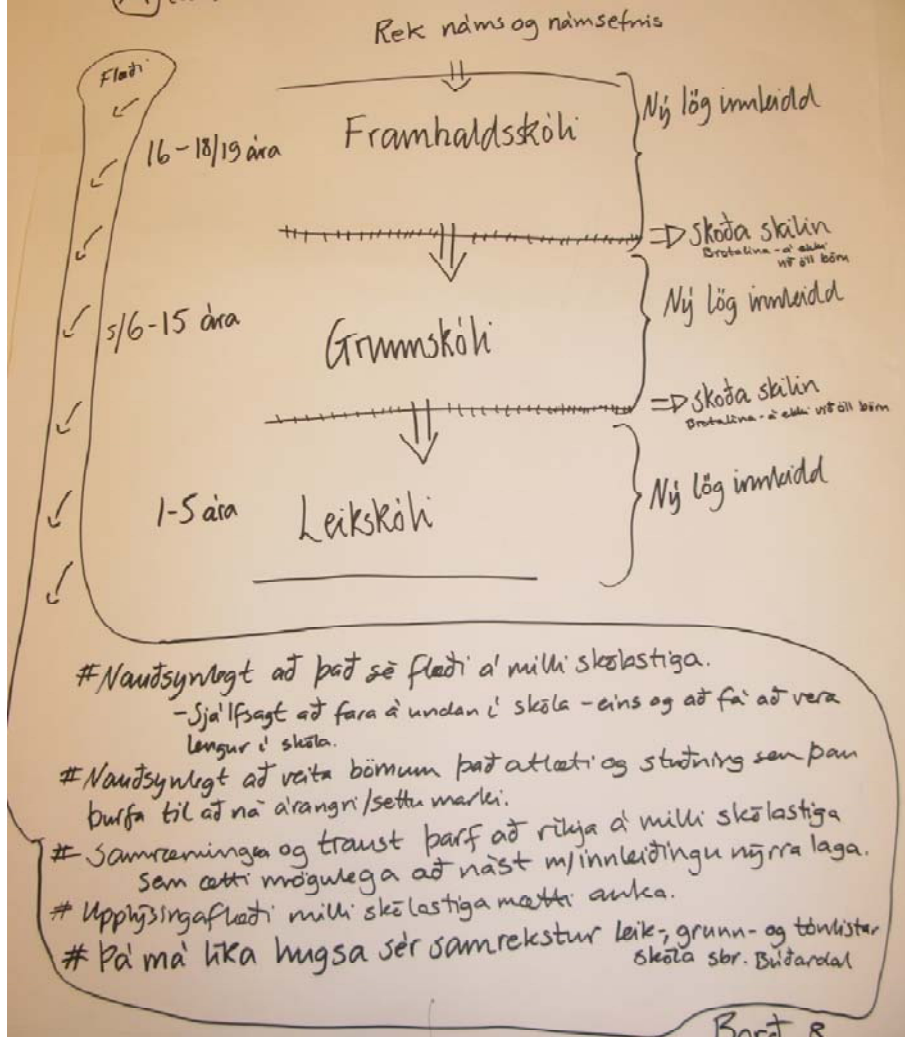 Rek náms og námsefnis
Flæði
16-18/19 ára
Framhaldsskóli
Ný lög innleidd
=> skoða skilin
Brotalína - á ekki
við öll börn
5/6-15 ára
Grunnskóli
Ný lög innleidd
=> skoða skilin
Brotalína - á ekki við öll börn
1-5 ára
Leikskóli
Ný lög innleidd
# Nauðsynlegt að það sé flæði á milli skólastiga.
- Sjálfsagt að fara á undan í skóla - eins og að fá að vera
lengur í skóla.
# Nauðsynlegt að veita börnum það atlæti og stuðning sem þau
þurfa til að ná árangri/settu marki.
# Samræming og traust þarf að ríkja á milli skólastiga
sem ætti mögulega að nást m/innleiðingu nýrra laga.
# Upplýsingaflæði milli skólastiga mætti auka.
# Þá má líka hugsa sér samrekstur leik-, grunn- og tónlistar
skóla sbr. Búðardal
Borð 8